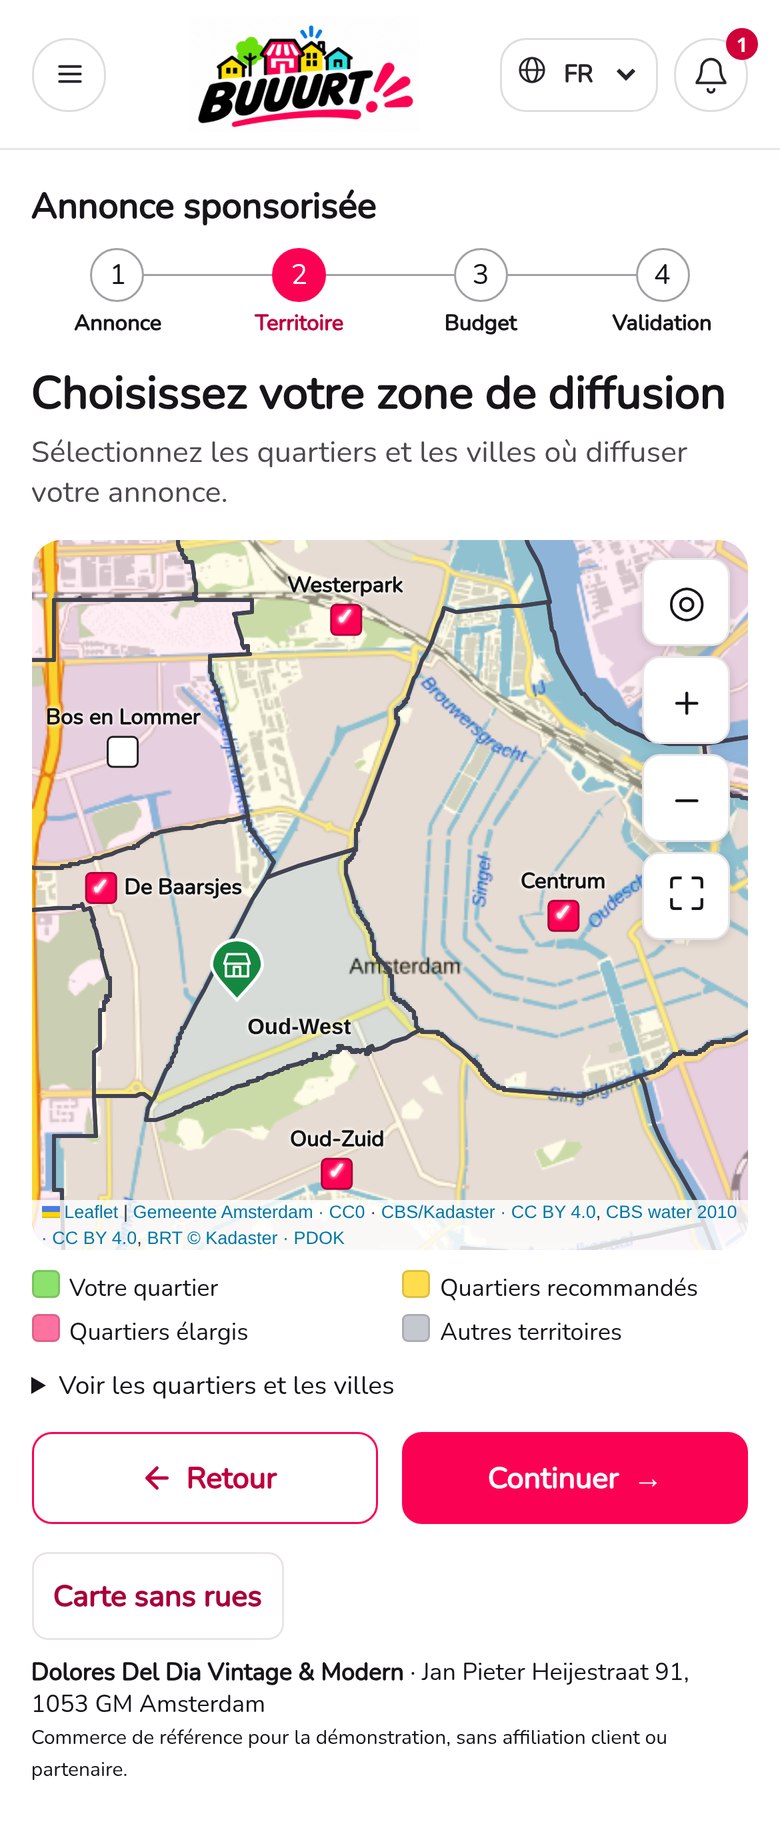 BUUURT!
FR
1
Annonce sponsorisée
1
2
3
4
Annonce
Territoire
Budget
Validation
Choisissez votre zone de diffusion
Sélectionnez les quartiers et les villes où diffuser
votre annonce.
Westerpark
Brouwersgracht
IJ
Bos en Lommer
Singel
Centrum
De Baarsjes
Amsterdam
Oud-West
Singelgracht
Oud-Zuid
Leaflet | Gemeente Amsterdam · CC0 · CBS/Kadaster · CC BY 4.0, CBS water 2010
· CC BY 4.0, BRT © Kadaster · PDOK
Votre quartier
Quartiers recommandés
Quartiers élargis
Autres territoires
Voir les quartiers et les villes
← Retour
Continuer →
Carte sans rues
Dolores Del Dia Vintage & Modern · Jan Pieter Heijestraat 91,
1053 GM Amsterdam
Commerce de référence pour la démonstration, sans affiliation client ou
partenaire.